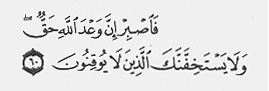 فَٱصۡبِرۡ إِنَّ وَعۡدَ ٱللَّهِ حَقّٞۖ
وَلَا يَسۡتَخِفَّنَّكَ ٱلَّذِينَ لَا يُوقِنُونَ ٦٠